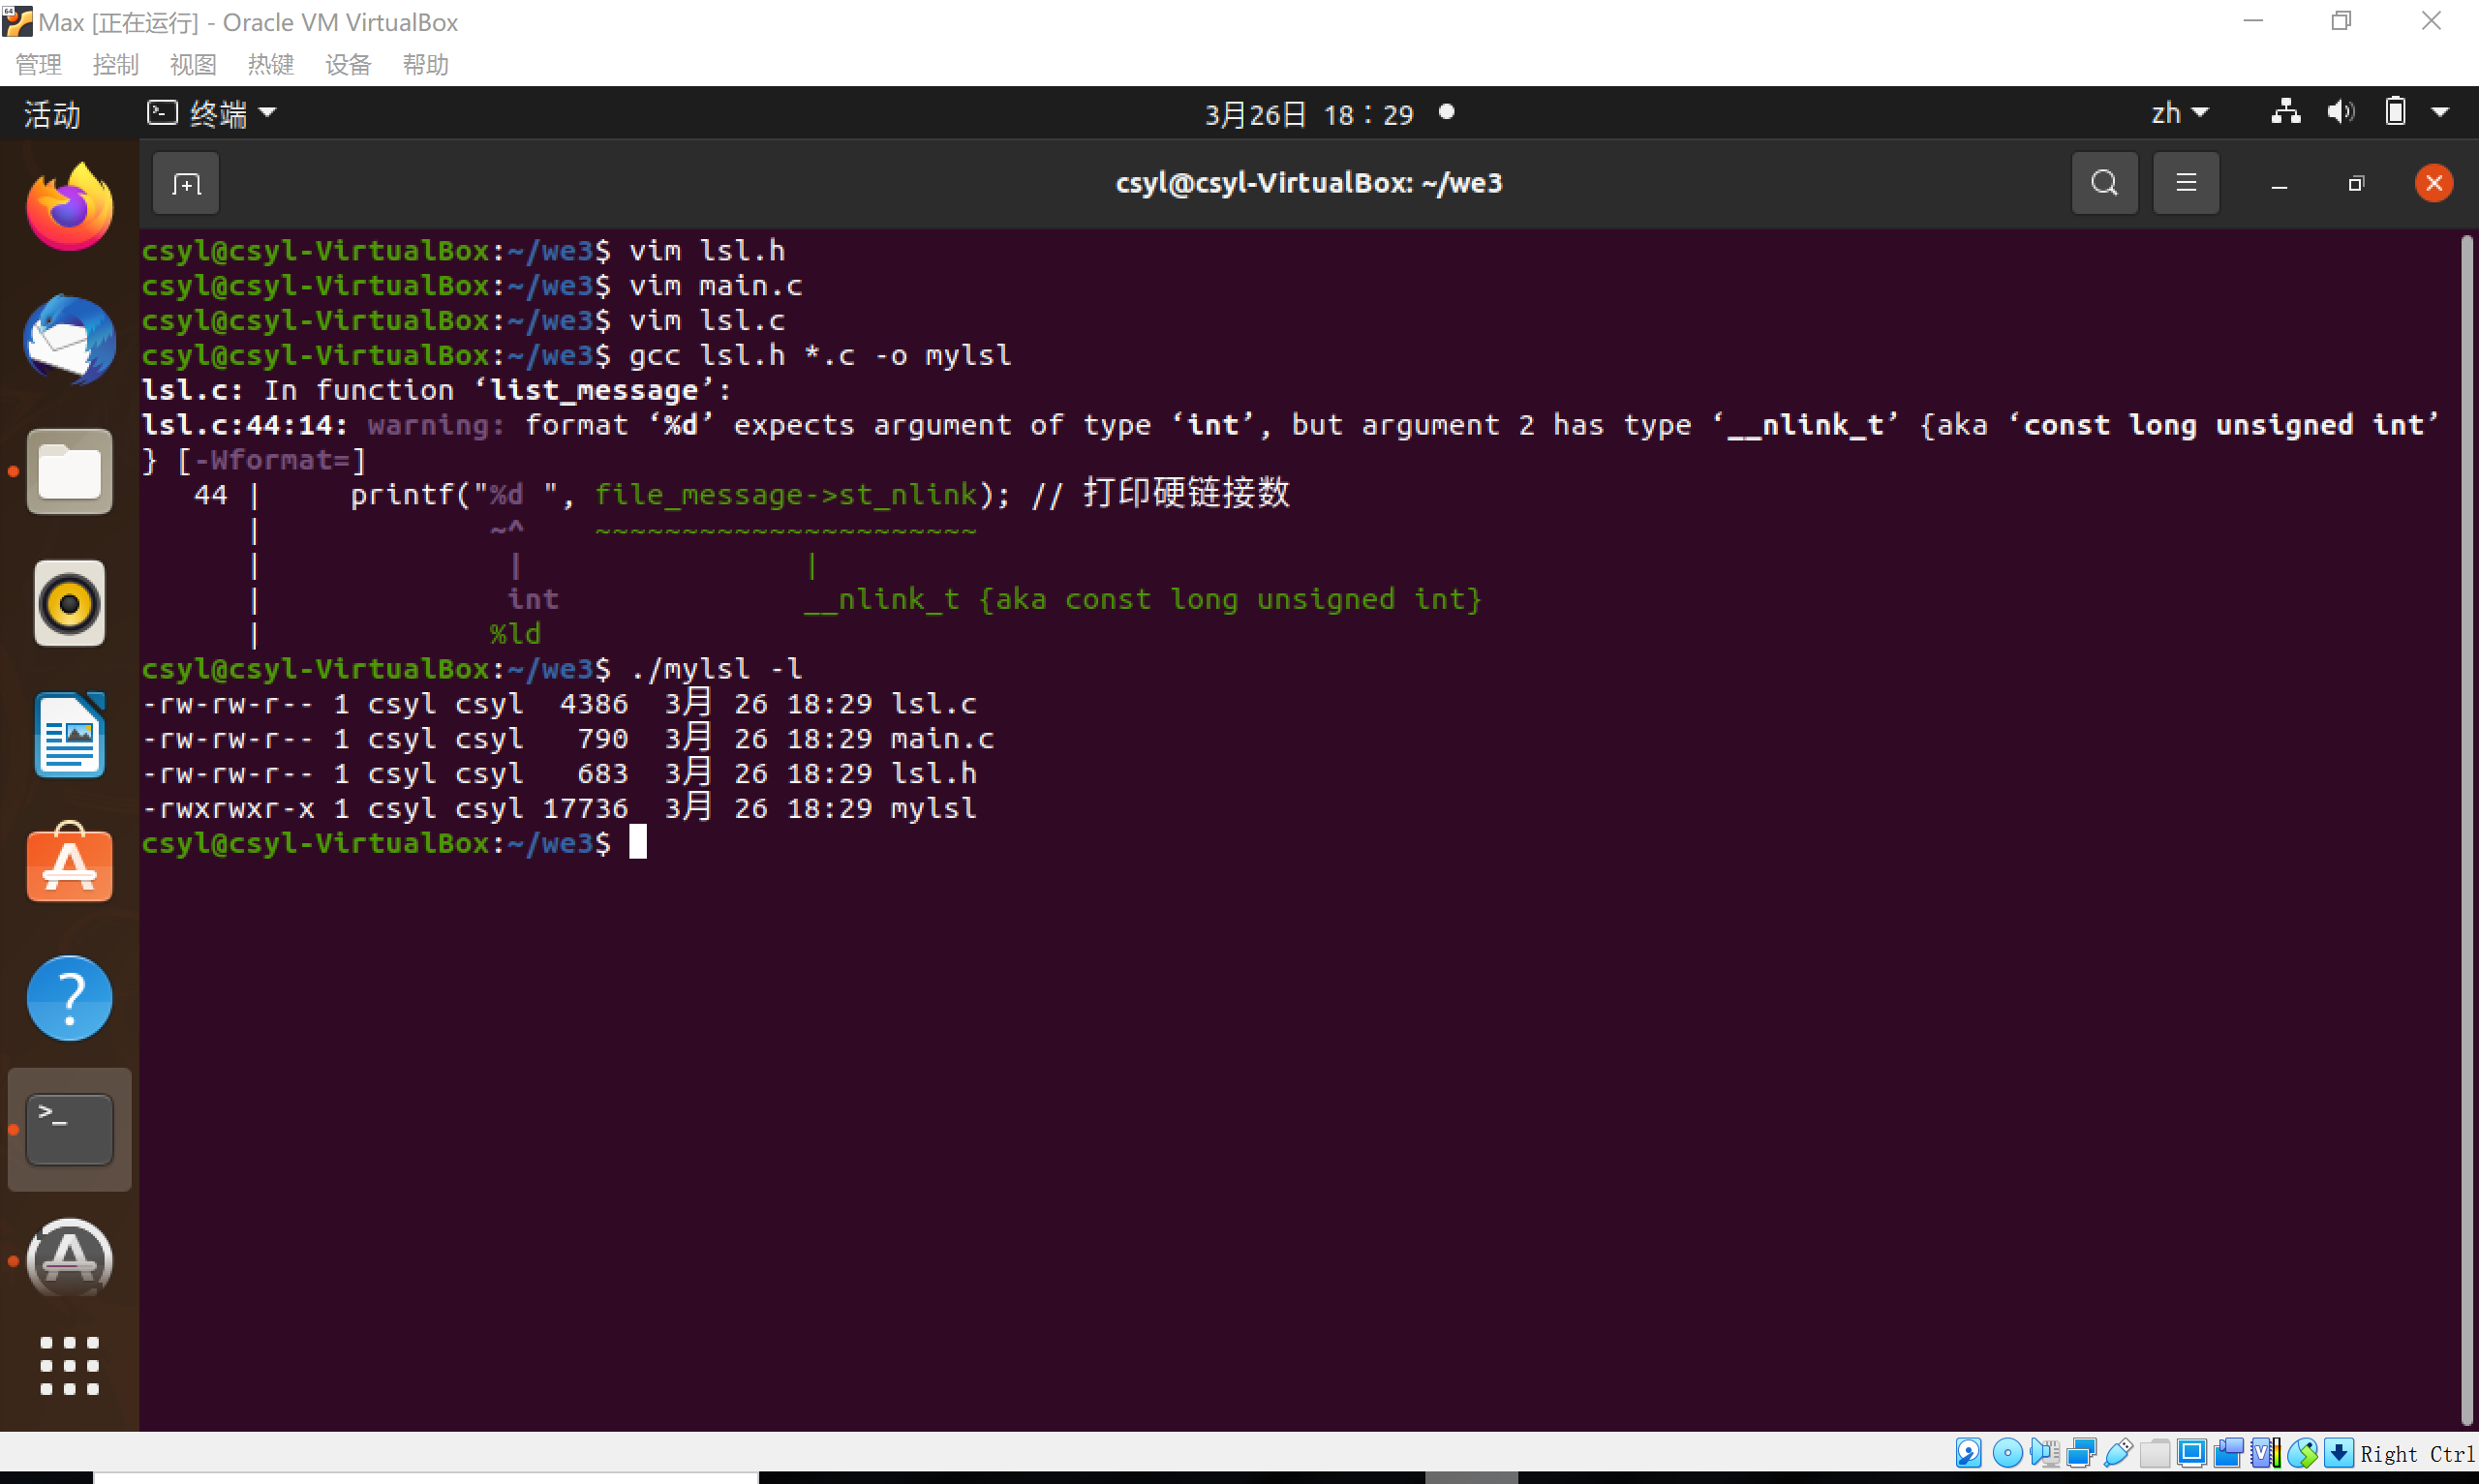 Max [正在运行] - Oracle VM VirtualBox
管理 控制 视图 热键 设备 帮助
活动 终端 3月26日 18：29 zh
csyl@csyl-VirtualBox: ~/we3
csyl@csyl-VirtualBox:~/we3$ vim lsl.h
csyl@csyl-VirtualBox:~/we3$ vim main.c
csyl@csyl-VirtualBox:~/we3$ vim lsl.c
csyl@csyl-VirtualBox:~/we3$ gcc lsl.h *.c -o mylsl
lsl.c: In function ‘list_message’:
lsl.c:44:14: warning: format ‘%d’ expects argument of type ‘int’, but argument 2 has type ‘__nlink_t’ {aka ‘const long unsigned int’
} [-Wformat=]
   44 |     printf("%d ", file_message->st_nlink); // 打印硬链接数
      |             ~^    ~~~~~~~~~~~~~~~~~~~~~~
      |              |                |
      |              int              __nlink_t {aka const long unsigned int}
      |             %ld
csyl@csyl-VirtualBox:~/we3$ ./mylsl -l
-rw-rw-r-- 1 csyl csyl  4386  3月 26 18:29 lsl.c
-rw-rw-r-- 1 csyl csyl   790  3月 26 18:29 main.c
-rw-rw-r-- 1 csyl csyl   683  3月 26 18:29 lsl.h
-rwxrwxr-x 1 csyl csyl 17736  3月 26 18:29 mylsl
csyl@csyl-VirtualBox:~/we3$
Right Ctrl